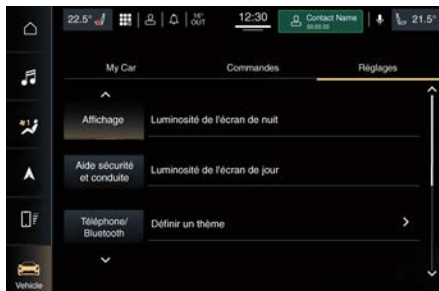 22.5°
16°
OUT
12:30
Contact Name
00:00:00
21.5°
My Car
Commandes
Réglages
Affichage
Luminosité de l'écran de nuit
Aide sécurité
et conduite
Luminosité de l'écran de jour
Téléphone/
Bluetooth
Définir un thème
Vehicle